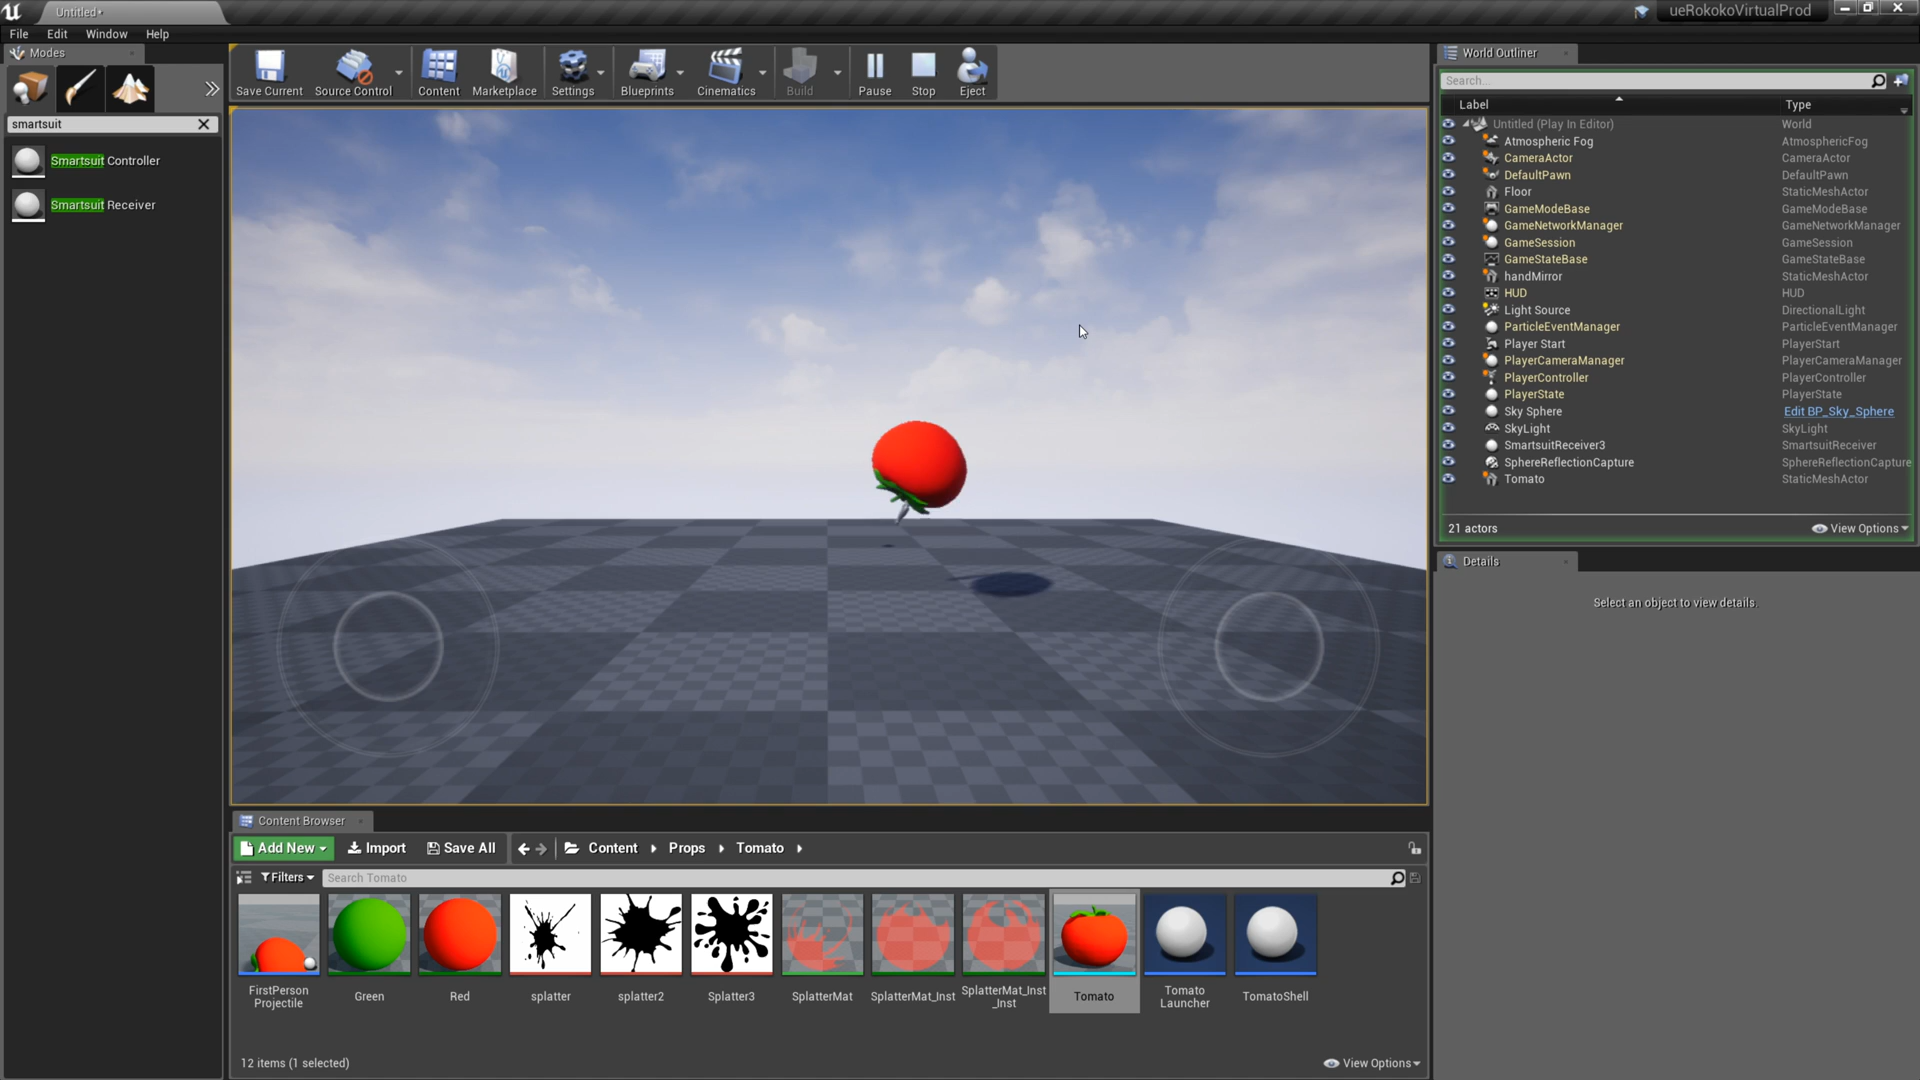 Untitled*
ueRokokoVirtualProd
File Edit Window Help
Modes
smartsuit
Smartsuit Controller
Smartsuit Receiver
Save Current
Source Control
Content
Marketplace
Settings
Blueprints
Cinematics
Build
Pause
Stop
Eject
World Outliner
Search...
Label Type
Untitled (Play In Editor) World
Atmospheric Fog AtmosphericFog
CameraActor CameraActor
DefaultPawn DefaultPawn
Floor StaticMeshActor
GameModeBase GameModeBase
GameNetworkManager GameNetworkManager
GameSession GameSession
GameStateBase GameStateBase
handMirror StaticMeshActor
HUD HUD
Light Source DirectionalLight
ParticleEventManager ParticleEventManager
Player Start PlayerStart
PlayerCameraManager PlayerCameraManager
PlayerController PlayerController
PlayerState PlayerState
Sky Sphere Edit BP_Sky_Sphere
SkyLight SkyLight
SmartsuitReceiver3 SmartsuitReceiver
SphereReflectionCapture SphereReflectionCapture
Tomato StaticMeshActor
21 actors View Options
Details
Select an object to view details.
Content Browser
Add New Import Save All Content Props Tomato
Filters Search Tomato
FirstPerson
Projectile
Green
Red
splatter
splatter2
Splatter3
SplatterMat
SplatterMat_Inst
SplatterMat_Inst
_Inst
Tomato
Tomato
Launcher
TomatoShell
12 items (1 selected) View Options